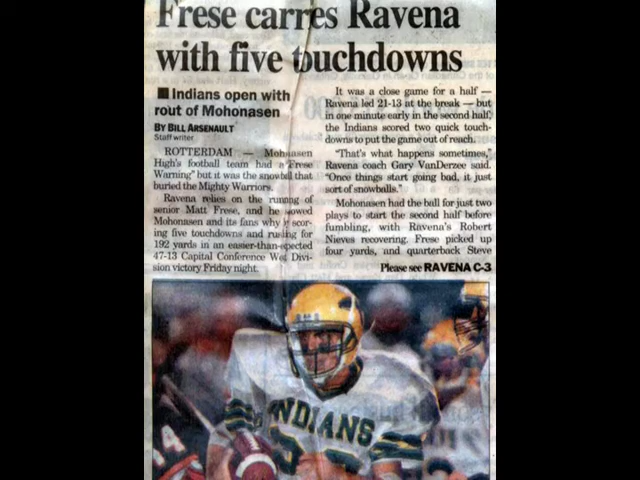 Frese carres Ravena
with five touchdowns
■ Indians open with
rout of Mohonasen
BY BILL ARSENAULT
Staff writer
ROTTERDAM — Mohnasen
High's football team had a "Frese
Warning" but it was the snowball that
buried the Mighty Warriors.
Ravena relies on the running of
senior Matt Frese, and he showed
Mohonasen and its fans why scor-
ing five touchdowns and rushing for
192 yards in an easier-than-expected
47-13 Capital Conference West Divi-
sion victory Friday night.
It was a close game for a half —
Ravena led 21-13 at the break — but
in one minute early in the second half,
the Indians scored two quick touch-
downs to put the game out of reach.
"That's what happens sometimes,"
Ravena coach Gary VanDerzee said.
"Once things start going bad, it just
sort of snowballs."
Mohonasen had the ball for just two
plays to start the second half before
fumbling, with Ravena's Robert
Nieves recovering. Frese picked up
four yards, and quarterback Steve
Please see RAVENA C-3
INDIANS